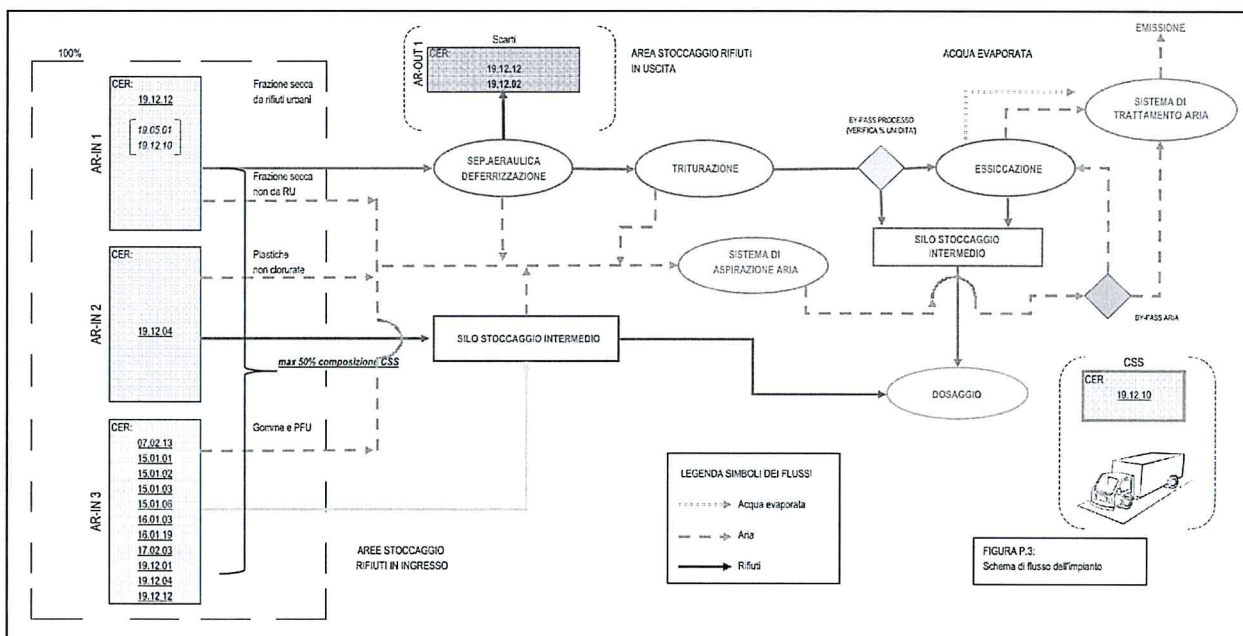 100%
CER:
19.12.12
19.05.01
19.12.10
AR-IN 1
Frazione secca
da rifiuti urbani
Frazione secca
non da RU
CER:
19.12.04
AR-IN 2
Plastiche
non clorurate
max 50% composizione CSS
CER:
07.02.13
15.01.01
15.01.02
15.01.03
15.01.06
16.01.03
16.01.19
17.02.03
19.12.01
19.12.04
19.12.12
AR-IN 3
Gomme e PFU
AREE STOCCAGGIO
RIFIUTI IN INGRESSO
AR-OUT 1
Scarti
CER:
19.12.12
19.12.02
AREA STOCCAGGIO RIFIUTI
IN USCITA
SEP.AERAULICA
DEFERRIZZAZIONE
TRITURAZIONE
BY-PASS PROCESSO
(VERIFICA % UMIDITA')
ESSICCAZIONE
ACQUA EVAPORATA
EMISSIONE
SISTEMA DI
TRATTAMENTO ARIA
SILO STOCCAGGIO
INTERMEDIO
SISTEMA DI
ASPIRAZIONE ARIA
BY-PASS ARIA
SILO STOCCAGGIO INTERMEDIO
DOSAGGIO
CSS
CER
19.12.10
LEGENDA SIMBOLI DEI FLUSSI
Acqua evaporata
Aria
Rifiuti
FIGURA P.3:
Schema di flusso dell'impianto